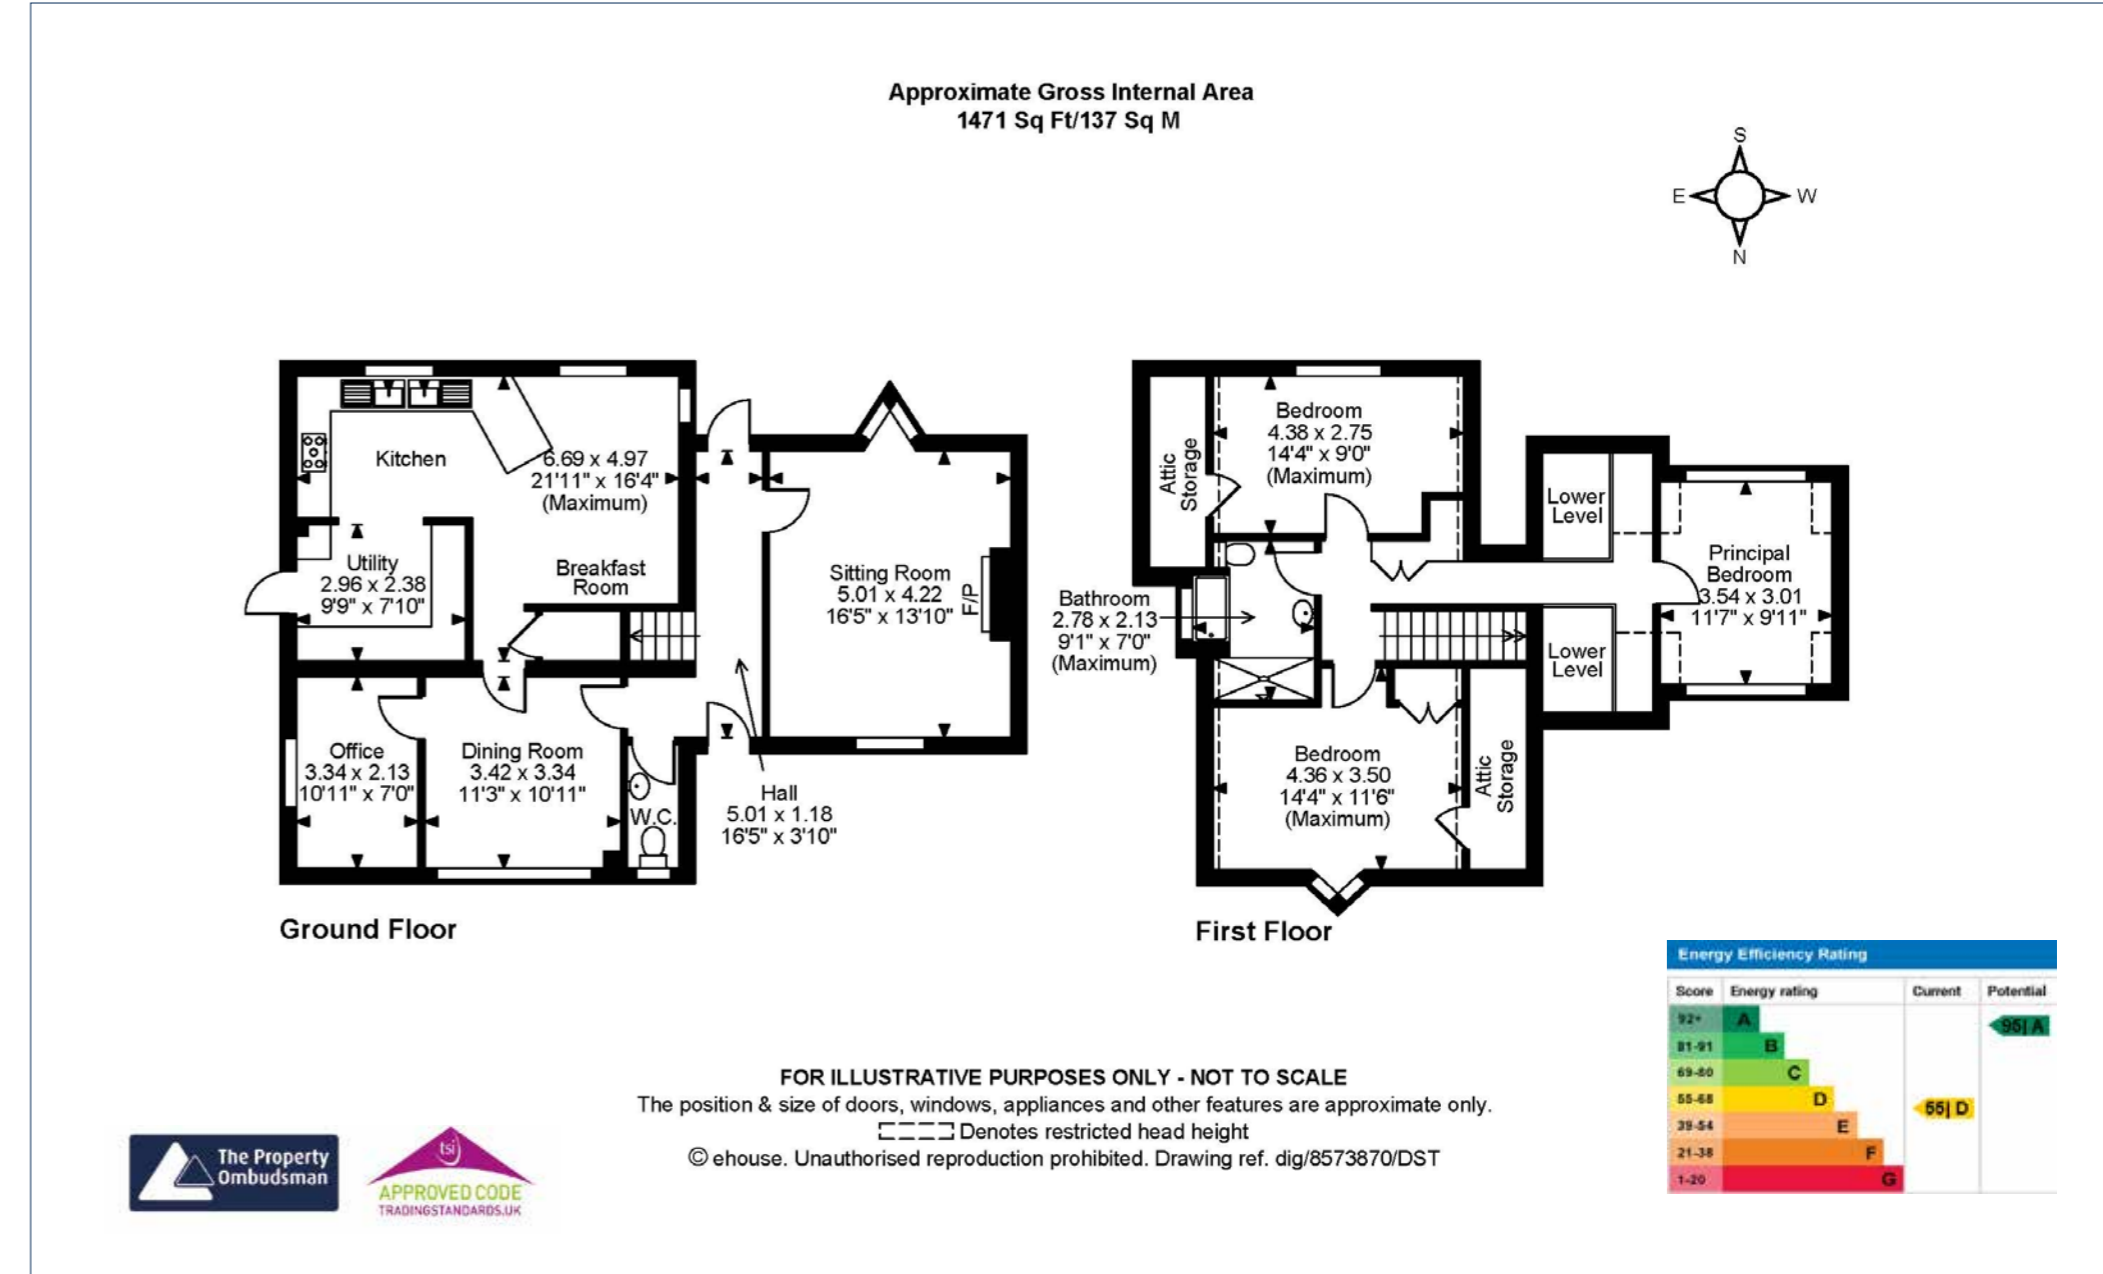 Approximate Gross Internal Area
1471 Sq Ft/137 Sq M
S
E
W
N
Kitchen
6.69 x 4.97
21'11" x 16'4"
(Maximum)
Utility
2.96 x 2.38
9'9" x 7'10"
Breakfast
Room
Sitting Room
5.01 x 4.22
16'5" x 13'10"
F/P
Office
3.34 x 2.13
10'11" x 7'0"
Dining Room
3.42 x 3.34
11'3" x 10'11"
W.C.
Hall
5.01 x 1.18
16'5" x 3'10"
Ground Floor
Attic
Storage
Bedroom
4.38 x 2.75
14'4" x 9'0"
(Maximum)
Lower
Level
Principal
Bedroom
3.54 x 3.01
11'7" x 9'11"
Bathroom
2.78 x 2.13
9'1" x 7'0"
(Maximum)
Lower
Level
Bedroom
4.36 x 3.50
14'4" x 11'6"
(Maximum)
Attic
Storage
First Floor
Energy Efficiency Rating
Score Energy rating Current Potential
92+ A 95| A
81-91 B
69-80 C
55-68 D 55| D
39-54 E
21-38 F
1-20 G
FOR ILLUSTRATIVE PURPOSES ONLY - NOT TO SCALE
The position & size of doors, windows, appliances and other features are approximate only.
Denotes restricted head height
© ehouse. Unauthorised reproduction prohibited. Drawing ref. dig/8573870/DST
The Property
Ombudsman
tsi
APPROVED CODE
TRADINGSTANDARDS.UK